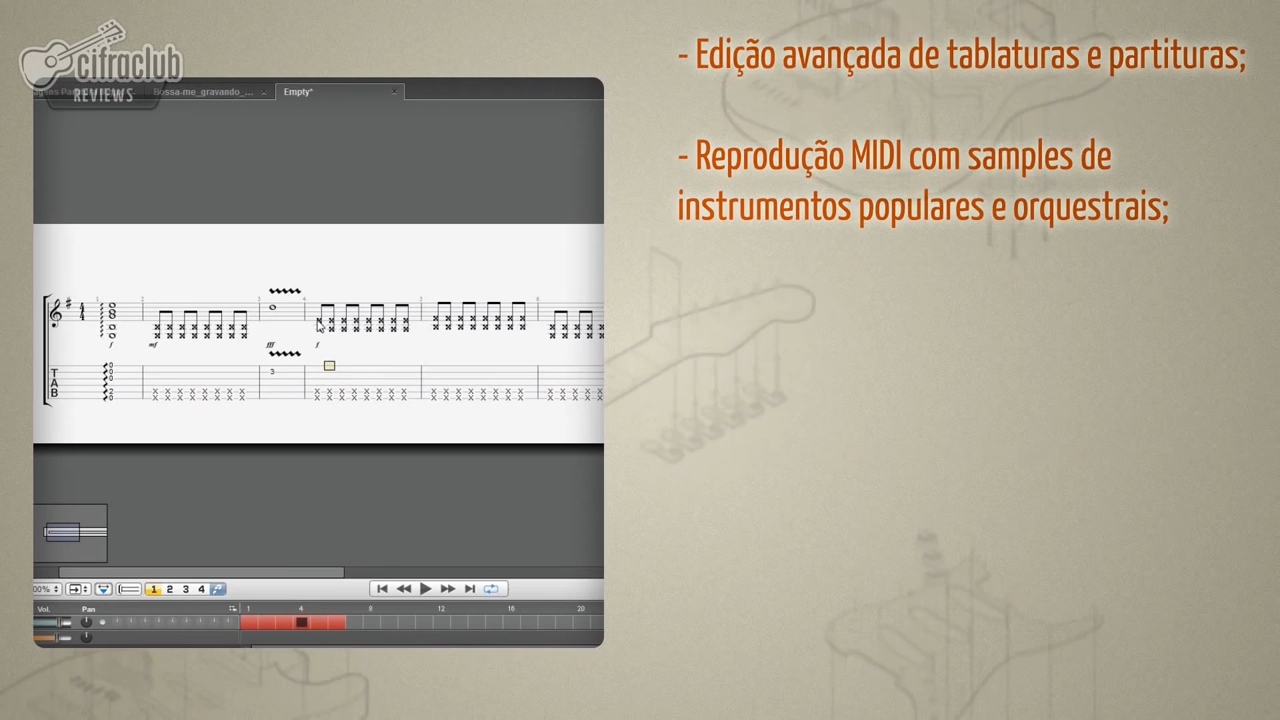 cifraclub
REVIEWS
- Edição avançada de tablaturas e partituras;
- Reprodução MIDI com samples de
instrumentos populares e orquestrais;
Bossa-me_gravando_...
Empty*
f
mf
fff
f
T
A
B
3
1 2 3 4
Vol.
Pan
1 4 8 12 16 20